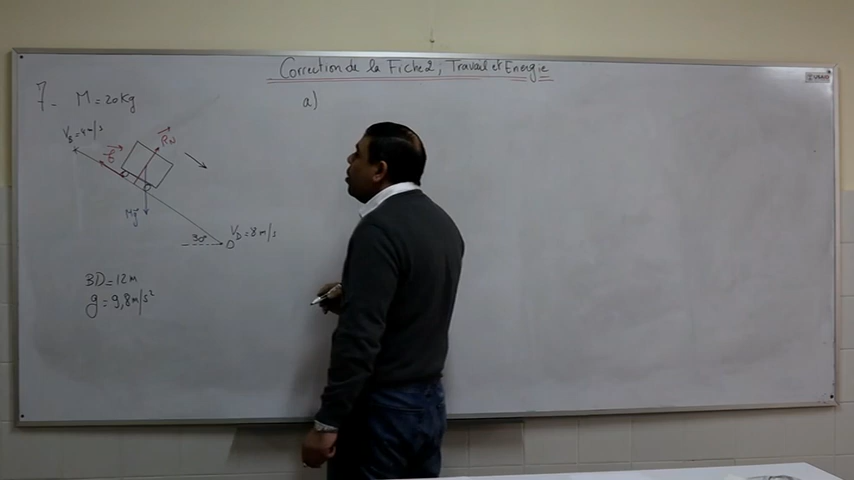 Correction de la Fiche 2 ; Travail et Energie
7- M = 20 Kg
a)
V_B = 4 m/s
f
R_N
Mg
30°
D
V_D = 8 m/s
BD = 12 m
g = 9,8 m/s²